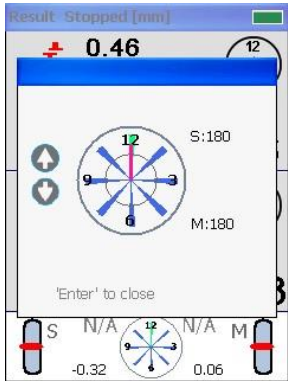 Result Stopped [mm]
0.46
12
12
9
3
6
S:180
M:180
'Enter' to close
S
N/A
12
9
3
6
N/A
M
-0.32
0.06